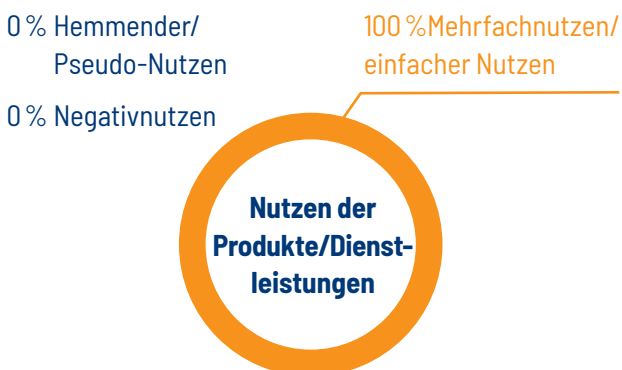 0 % Hemmender/
Pseudo-Nutzen
0 % Negativnutzen
100 %Mehrfachnutzen/
einfacher Nutzen
Nutzen der
Produkte/Dienst-
leistungen